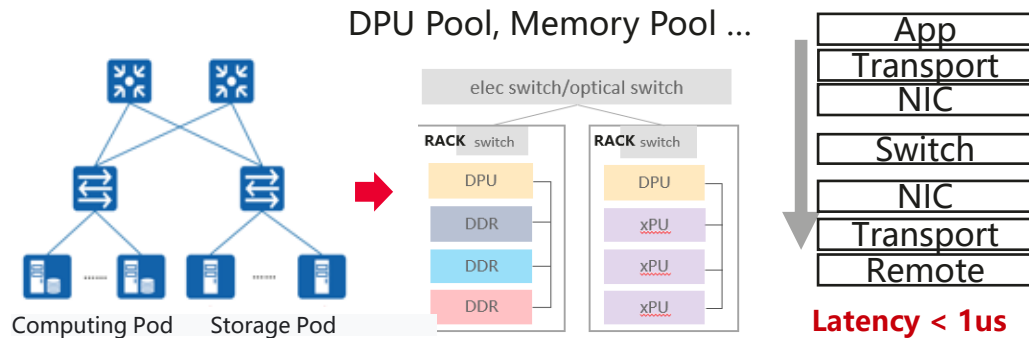 DPU Pool, Memory Pool ...
elec switch/optical switch
RACK switch
DPU
DDR
DDR
DDR
RACK switch
DPU
xPU
xPU
xPU
Computing Pod
Storage Pod
App
Transport
NIC
Switch
NIC
Transport
Remote
Latency < 1us